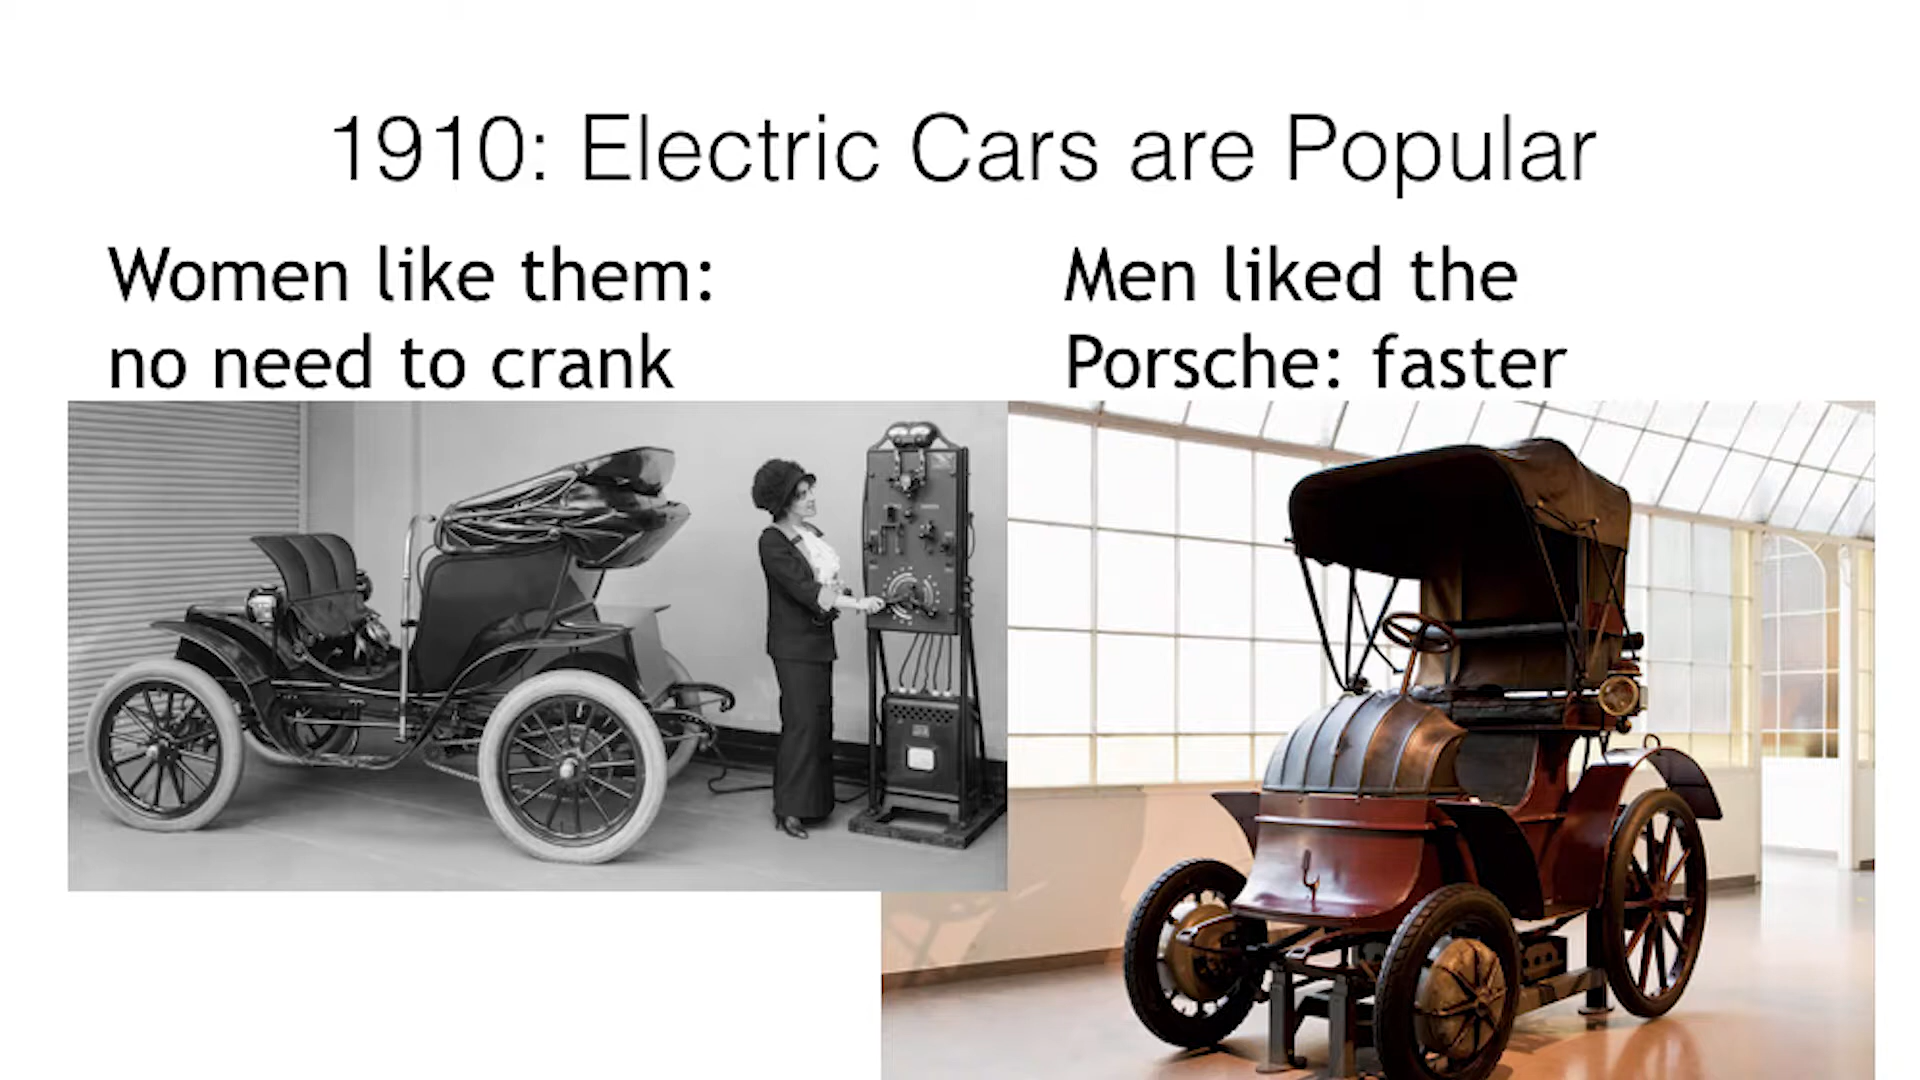 1910: Electric Cars are Popular
Women like them:
no need to crank
Men liked the
Porsche: faster